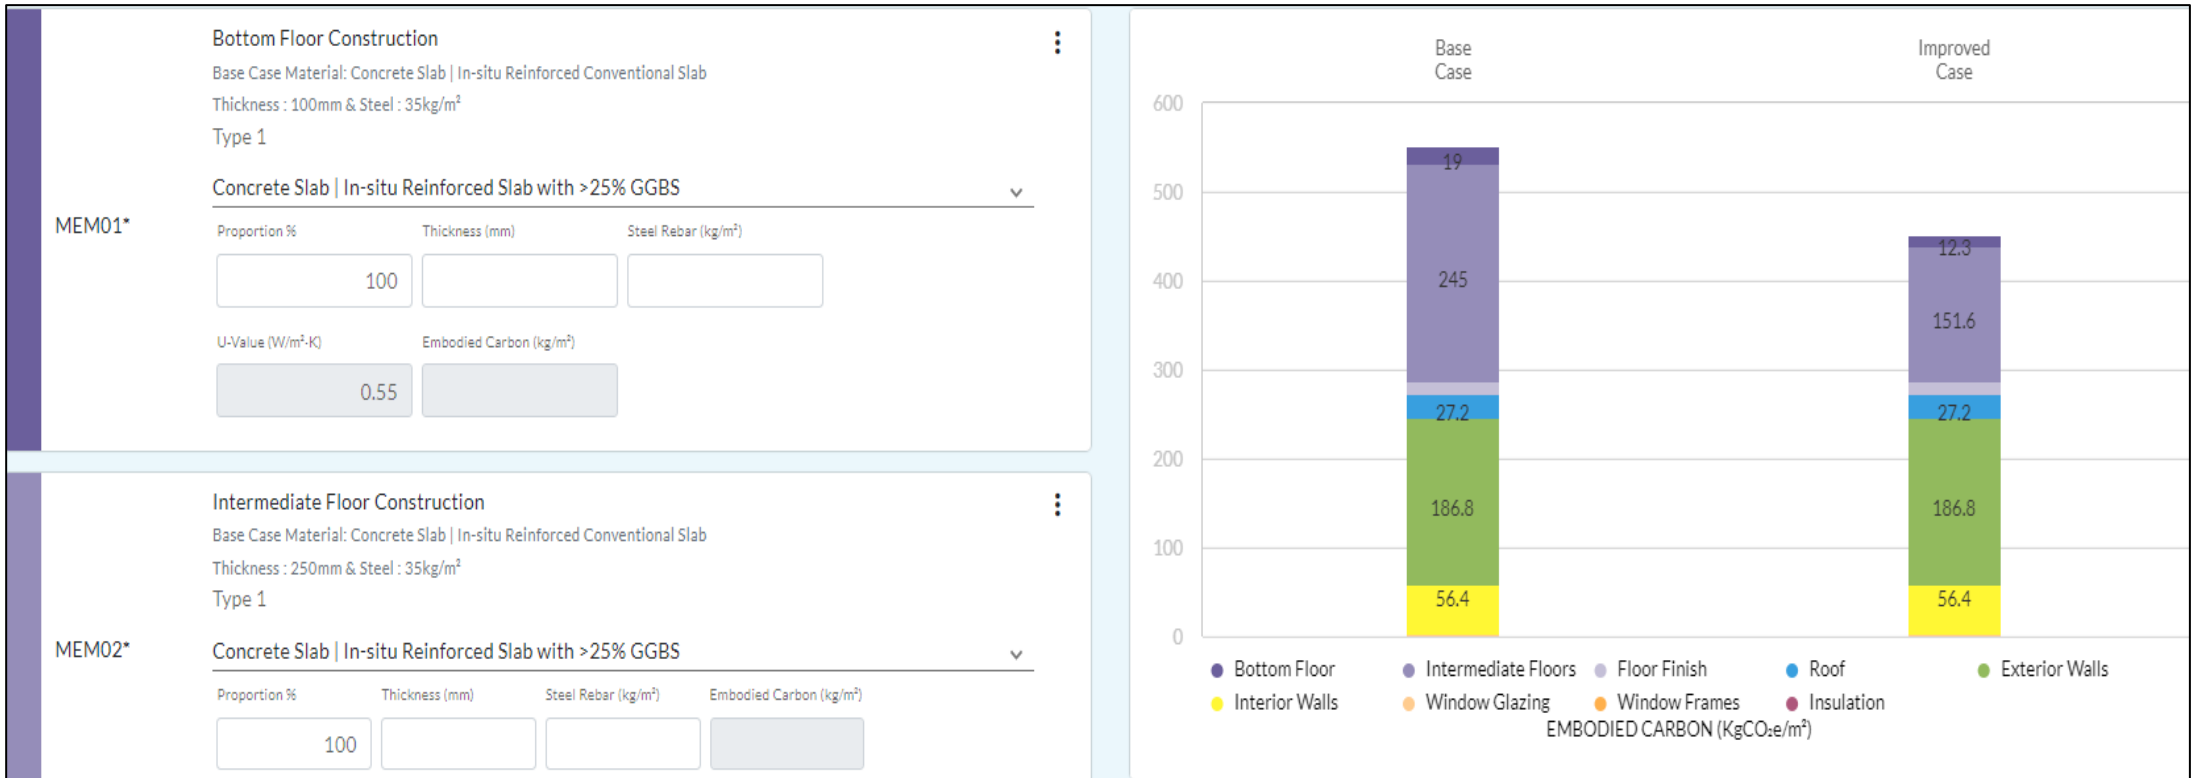 Bottom Floor Construction
Base Case Material: Concrete Slab | In-situ Reinforced Conventional Slab
Thickness : 100mm & Steel : 35kg/m²
Type 1
MEM01*
Concrete Slab | In-situ Reinforced Slab with >25% GGBS
Proportion % Thickness (mm) Steel Rebar (kg/m²)
100
U-Value (W/m²·K) Embodied Carbon (kg/m²)
0.55
Intermediate Floor Construction
Base Case Material: Concrete Slab | In-situ Reinforced Conventional Slab
Thickness : 250mm & Steel : 35kg/m²
Type 1
MEM02*
Concrete Slab | In-situ Reinforced Slab with >25% GGBS
Proportion % Thickness (mm) Steel Rebar (kg/m²) Embodied Carbon (kg/m²)
100
Base
Case
Improved
Case
600
500
400
300
200
100
0
19
245
27.2
186.8
56.4
12.3
151.6
27.2
186.8
56.4
Bottom Floor Intermediate Floors Floor Finish Roof Exterior Walls
Interior Walls Window Glazing Window Frames Insulation
EMBODIED CARBON (KgCO₂e/m²)